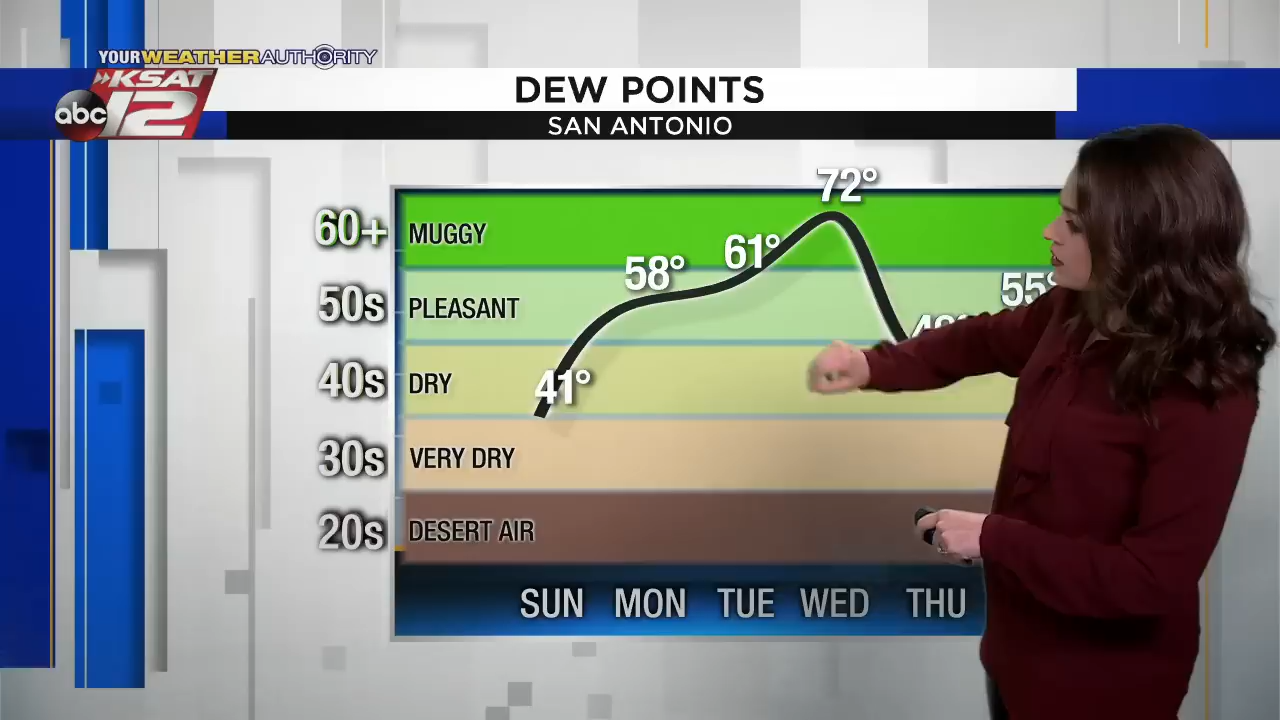 YOURWEATHERAUTHORITY
KSAT
abc 12
DEW POINTS
SAN ANTONIO
72°
60+ MUGGY
61°
58°
55°
50s PLEASANT
40s DRY
41°
30s VERY DRY
20s DESERT AIR
SUN MON TUE WED THU